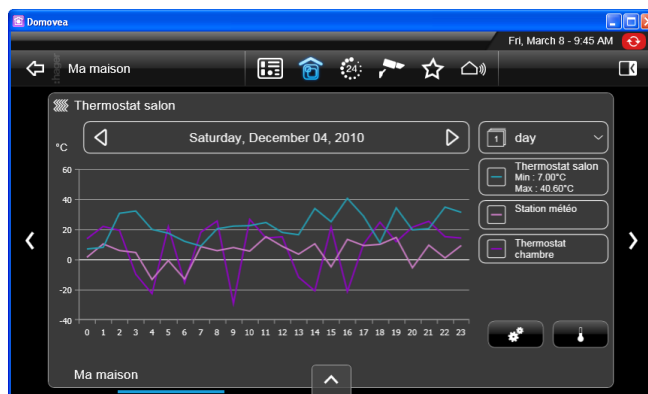 Domovea
Fri, March 8 - 9:45 AM
:hager
Ma maison
24
Thermostat salon
°C
Saturday, December 04, 2010
1
day
60
40
20
0
-20
-40
0 1 2 3 4 5 6 7 8 9 10 11 12 13 14 15 16 17 18 19 20 21 22 23
Thermostat salon
Min : 7.00°C
Max : 40.60°C
Station météo
Thermostat
chambre
Ma maison